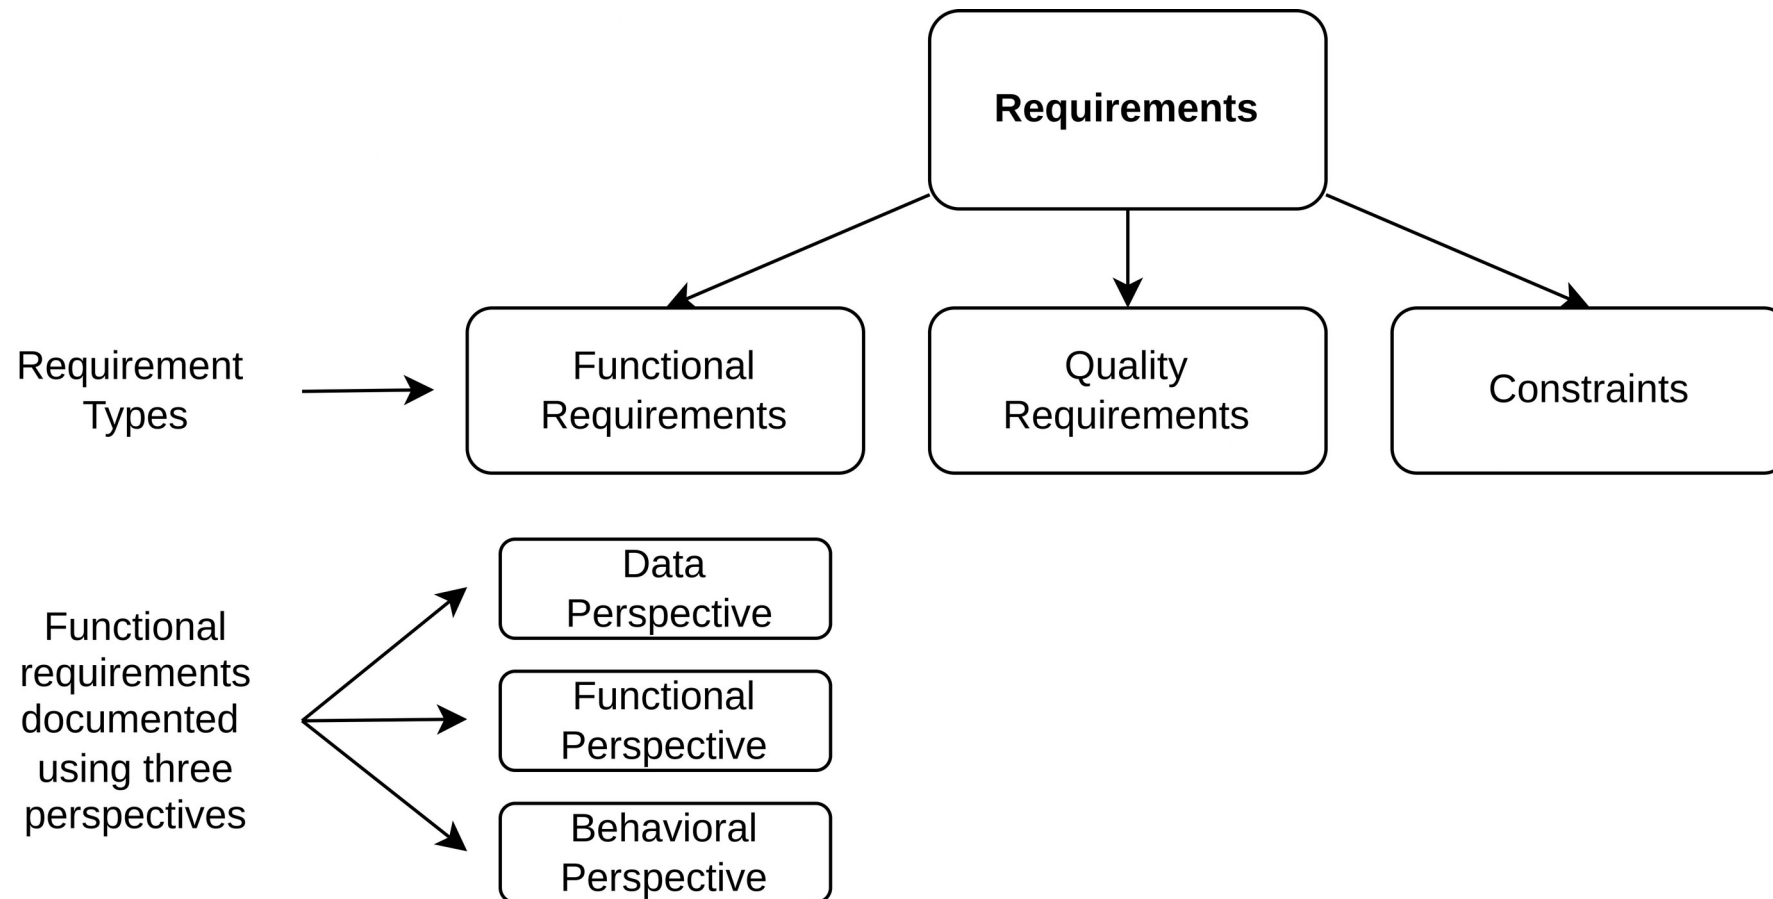 Requirements
Requirement
Types
Functional
Requirements
Quality
Requirements
Constraints
Functional
requirements
documented
using three
perspectives
Data
Perspective
Functional
Perspective
Behavioral
Perspective